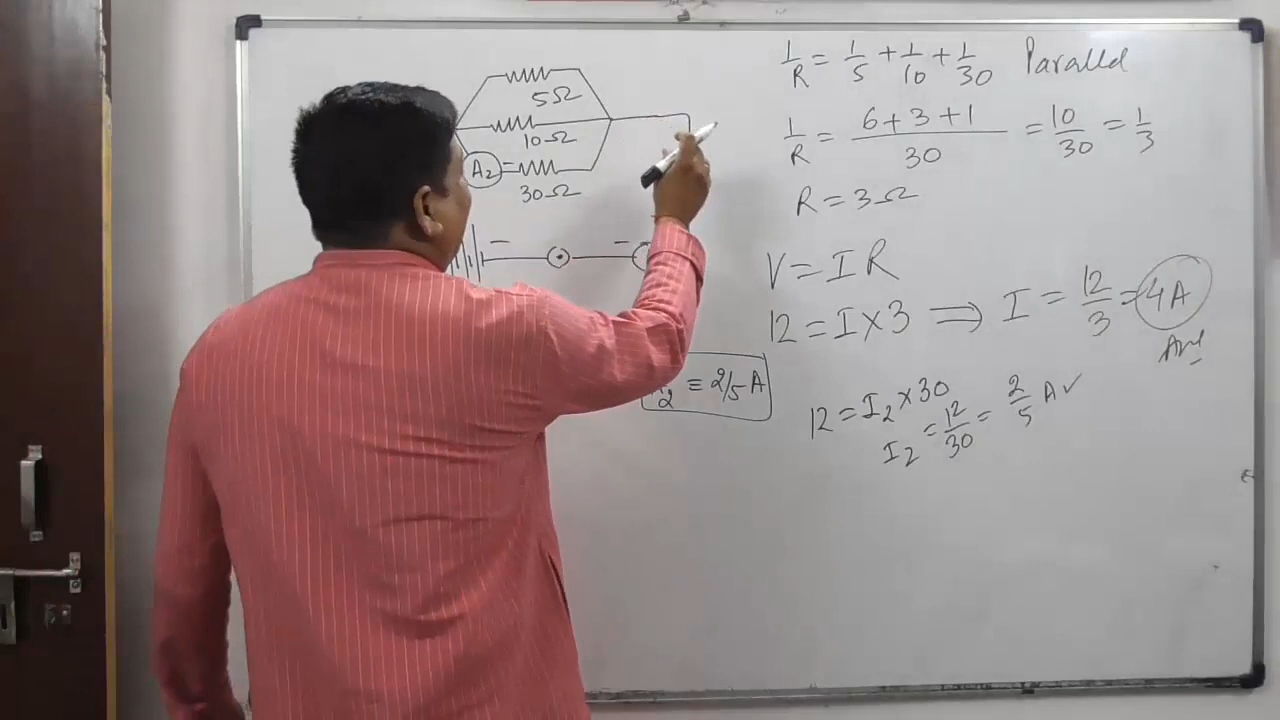 5Ω
10Ω
A₂
30Ω
2 ≡ 2/5 A
1/R = 1/5 + 1/10 + 1/30 Parallel
1/R = (6 + 3 + 1)/30 = 10/30 = 1/3
R = 3Ω
V = I R
12 = I × 3 ⟹ I = 12/3 = 4A
Ans
12 = I₂ × 30
I₂ = 12/30 = 2/5 A ✓